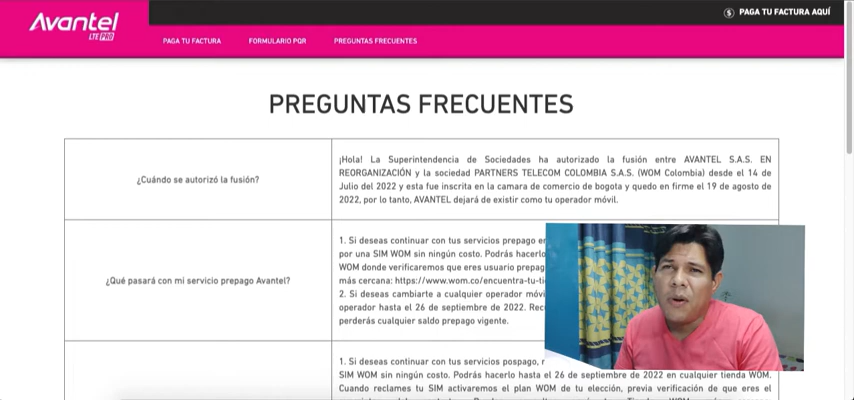 Avantel
LTE PRO
PAGA TU FACTURA AQUÍ
PAGA TU FACTURA
FORMULARIO PQR
PREGUNTAS FRECUENTES
PREGUNTAS FRECUENTES
¿Cuándo se autorizó la fusión?
¡Hola! La Superintendencia de Sociedades ha autorizado la fusión entre AVANTEL S.A.S. EN
REORGANIZACIÓN y la sociedad PARTNERS TELECOM COLOMBIA S.A.S. (WOM Colombia) desde el 14 de
Julio del 2022 y esta fue inscrita en la camara de comercio de bogota y quedo en firme el 19 de agosto de
2022, por lo tanto, AVANTEL dejará de existir como tu operador móvil.
¿Qué pasará con mi servicio prepago Avantel?
1. Si deseas continuar con tus servicios prepago en
por una SIM WOM sin ningún costo. Podrás hacerlo
WOM donde verificaremos que eres usuario prepag
más cercana: https://www.wom.co/encuentra-tu-ti
2. Si deseas cambiarte a cualquier operador móvi
operador hasta el 26 de septiembre de 2022. Rec
perderás cualquier saldo prepago vigente.
1. Si deseas continuar con tus servicios pospago,
SIM WOM sin ningún costo. Podrás hacerlo hasta el 26 de septiembre de 2022 en cualquier tienda WOM.
Cuando reclames tu SIM activaremos el plan WOM de tu elección, previa verificación de que eres el